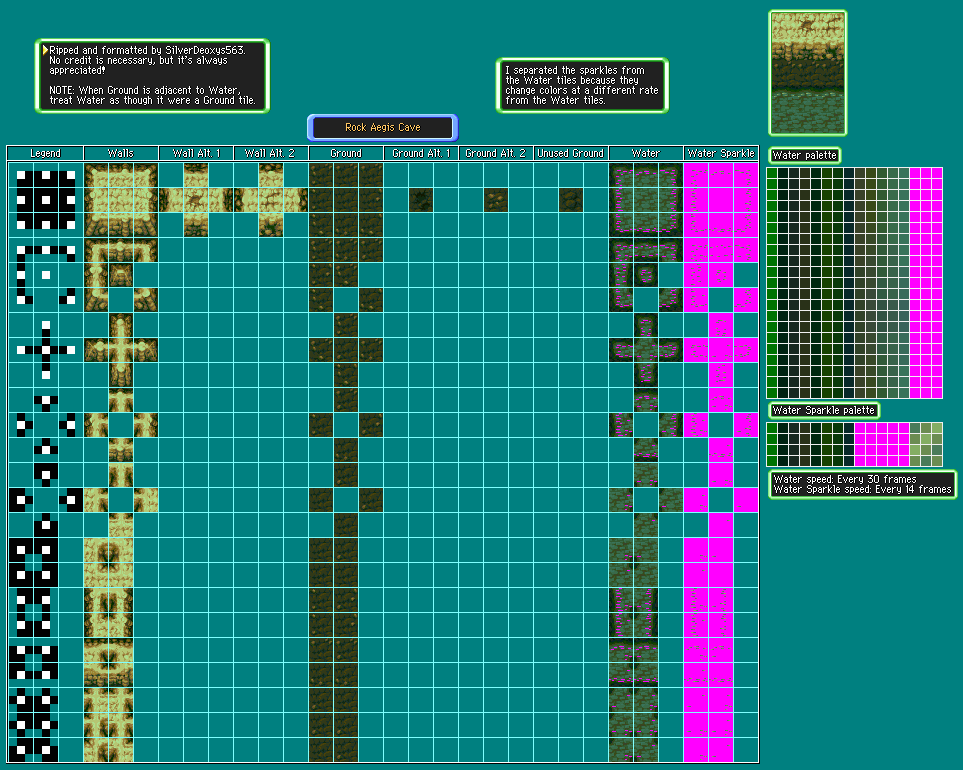 Ripped and formatted by SilverDeoxys563.
No credit is necessary, but it's always
appreciated!
NOTE: When Ground is adjacent to Water,
treat Water as though it were a Ground tile.
I separated the sparkles from
the Water tiles because they
change colors at a different rate
from the Water tiles.
Rock Aegis Cave
Legend Walls Wall Alt. 1 Wall Alt. 2 Ground Ground Alt. 1 Ground Alt. 2 Unused Ground Water Water Sparkle
Water palette
Water Sparkle palette
Water speed: Every 30 frames
Water Sparkle speed: Every 14 frames